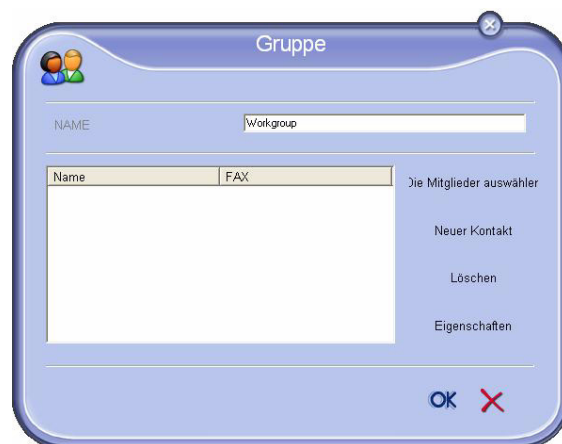 Gruppe
NAME
Workgroup
Name FAX
Die Mitglieder auswähler
Neuer Kontakt
Löschen
Eigenschaften
OK